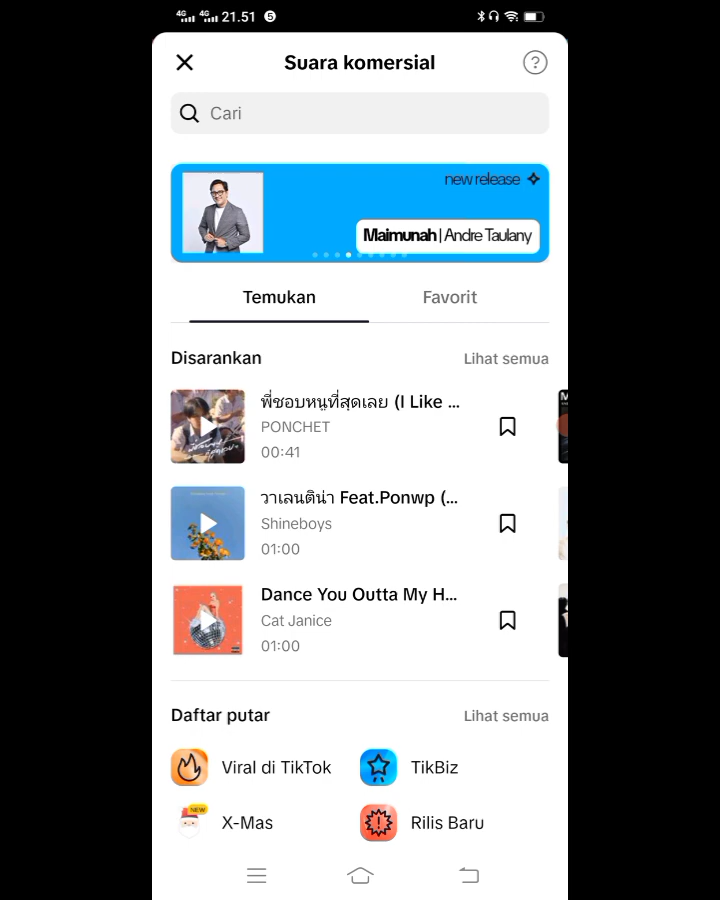 4G 4G 21.51 S
Suara komersial
?
Cari
new release
Maimunah | Andre Taulany
Temukan
Favorit
Disarankan
Lihat semua
พี่ชอบหนูที่สุดเลย (I Like ...
PONCHET
00:41
วาเลนติน่า Feat.Ponwp (...
Shineboys
01:00
Dance You Outta My H...
Cat Janice
01:00
Daftar putar
Lihat semua
Viral di TikTok
TikBiz
NEW
X-Mas
Rilis Baru